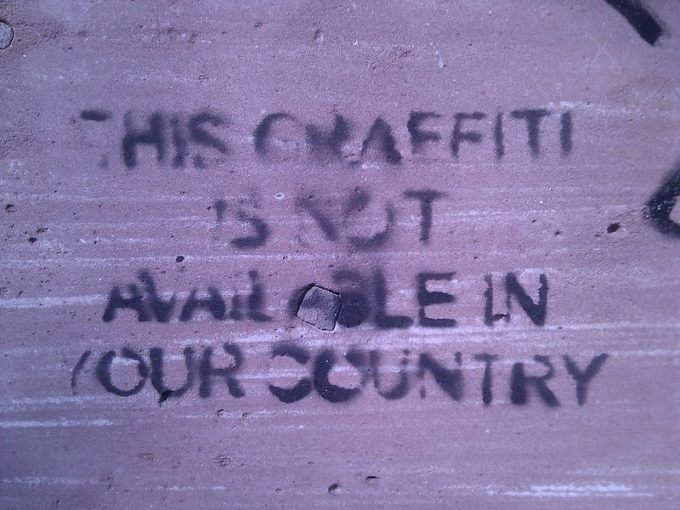 THIS GRAFFITI
IS NOT
AVAILABLE IN
YOUR COUNTRY